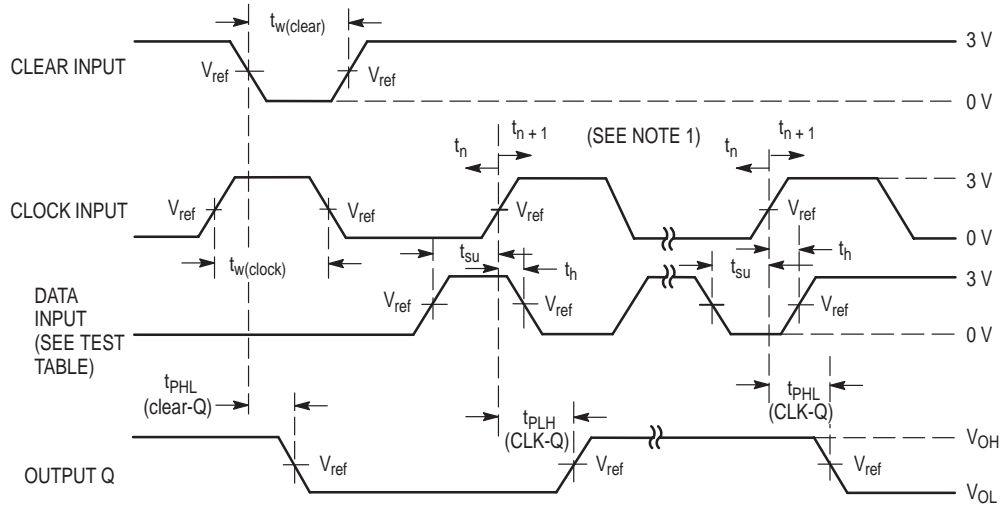 tw(clear)
3 V
CLEAR INPUT
Vref
Vref
0 V
tn
tn + 1
(SEE NOTE 1)
tn
tn + 1
3 V
CLOCK INPUT
Vref
Vref
Vref
Vref
0 V
tw(clock)
tsu
th
tsu
th
3 V
DATA
INPUT
(SEE TEST
TABLE)
Vref
Vref
Vref
Vref
0 V
tPHL
(clear-Q)
tPLH
(CLK-Q)
tPHL
(CLK-Q)
VOH
OUTPUT Q
Vref
Vref
Vref
VOL